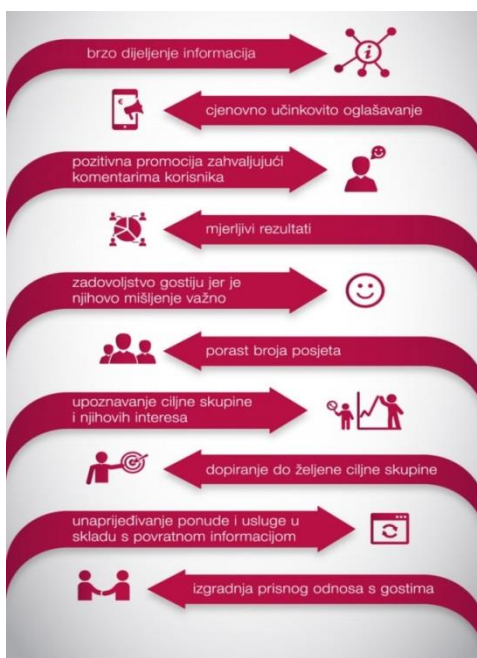 brzo dijeljenje informacija
cjenovno učinkovito oglašavanje
pozitivna promocija zahvaljujući
komentarima korisnika
mjerljivi rezultati
zadovoljstvo gostiju jer je
njihovo mišljenje važno
porast broja posjeta
upoznavanje ciljne skupine
i njihovih interesa
dopiranje do željene ciljne skupine
unaprijeđivanje ponude i usluge u
skladu s povratnom informacijom
izgradnja prisnog odnosa s gostima